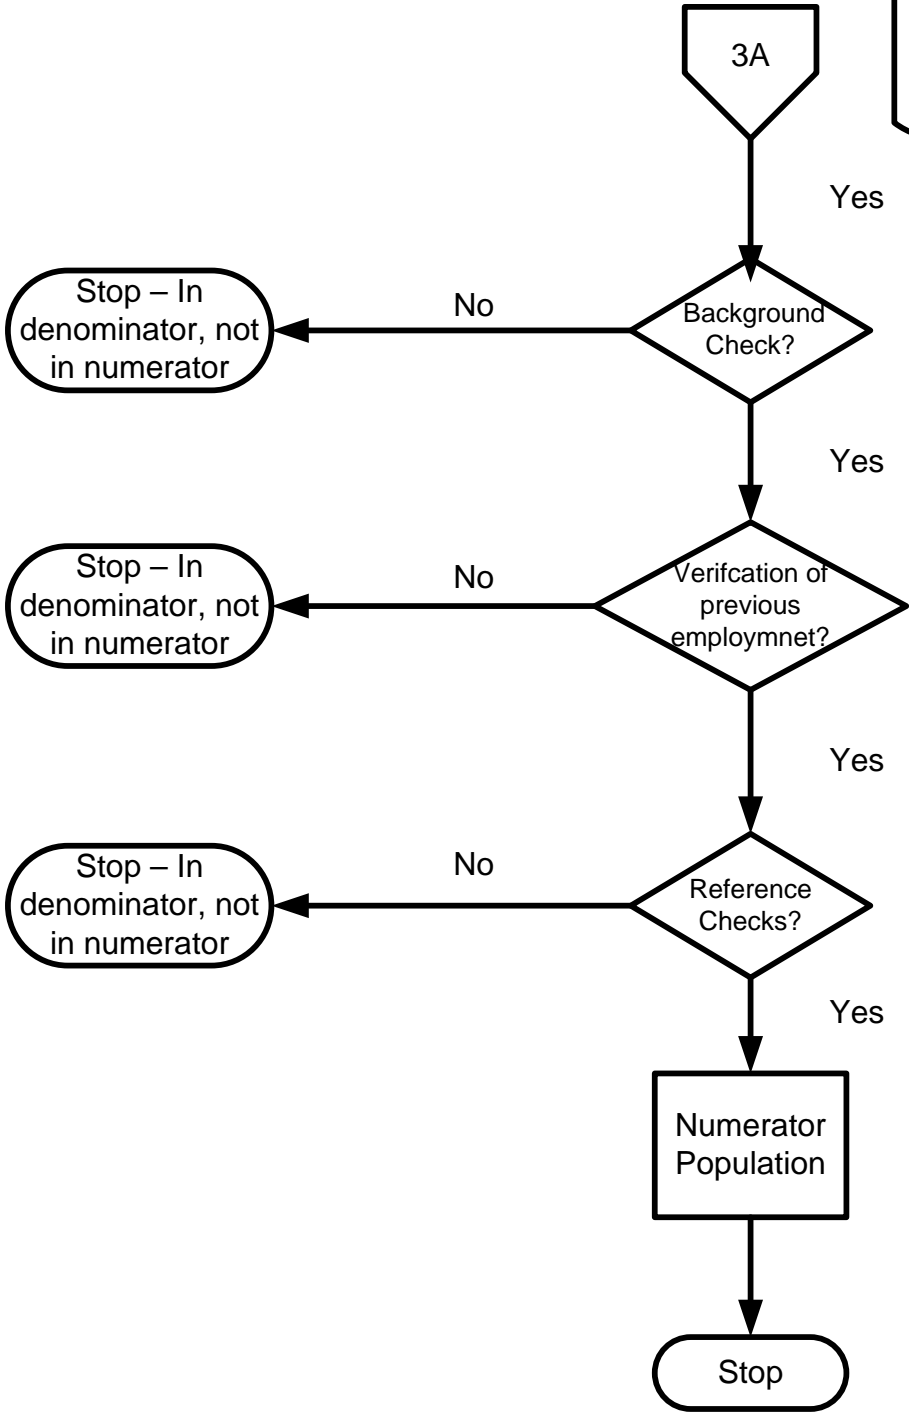 3A
Yes
Stop – In
denominator, not
in numerator
No
Background
Check?
Yes
Stop – In
denominator, not
in numerator
No
Verifcation of
previous
employmnet?
Yes
Stop – In
denominator, not
in numerator
No
Reference
Checks?
Yes
Numerator
Population
Stop